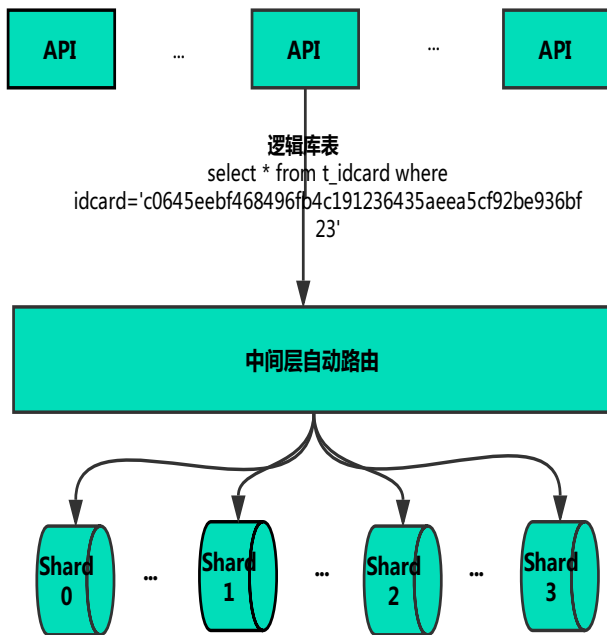 API ... API ... API
逻辑库表
select * from t_idcard where
idcard='c0645eebf468496fb4c191236435aeea5cf92be936bf
23'
中间层自动路由
Shard ... Shard ... Shard ... Shard
0 1 2 3